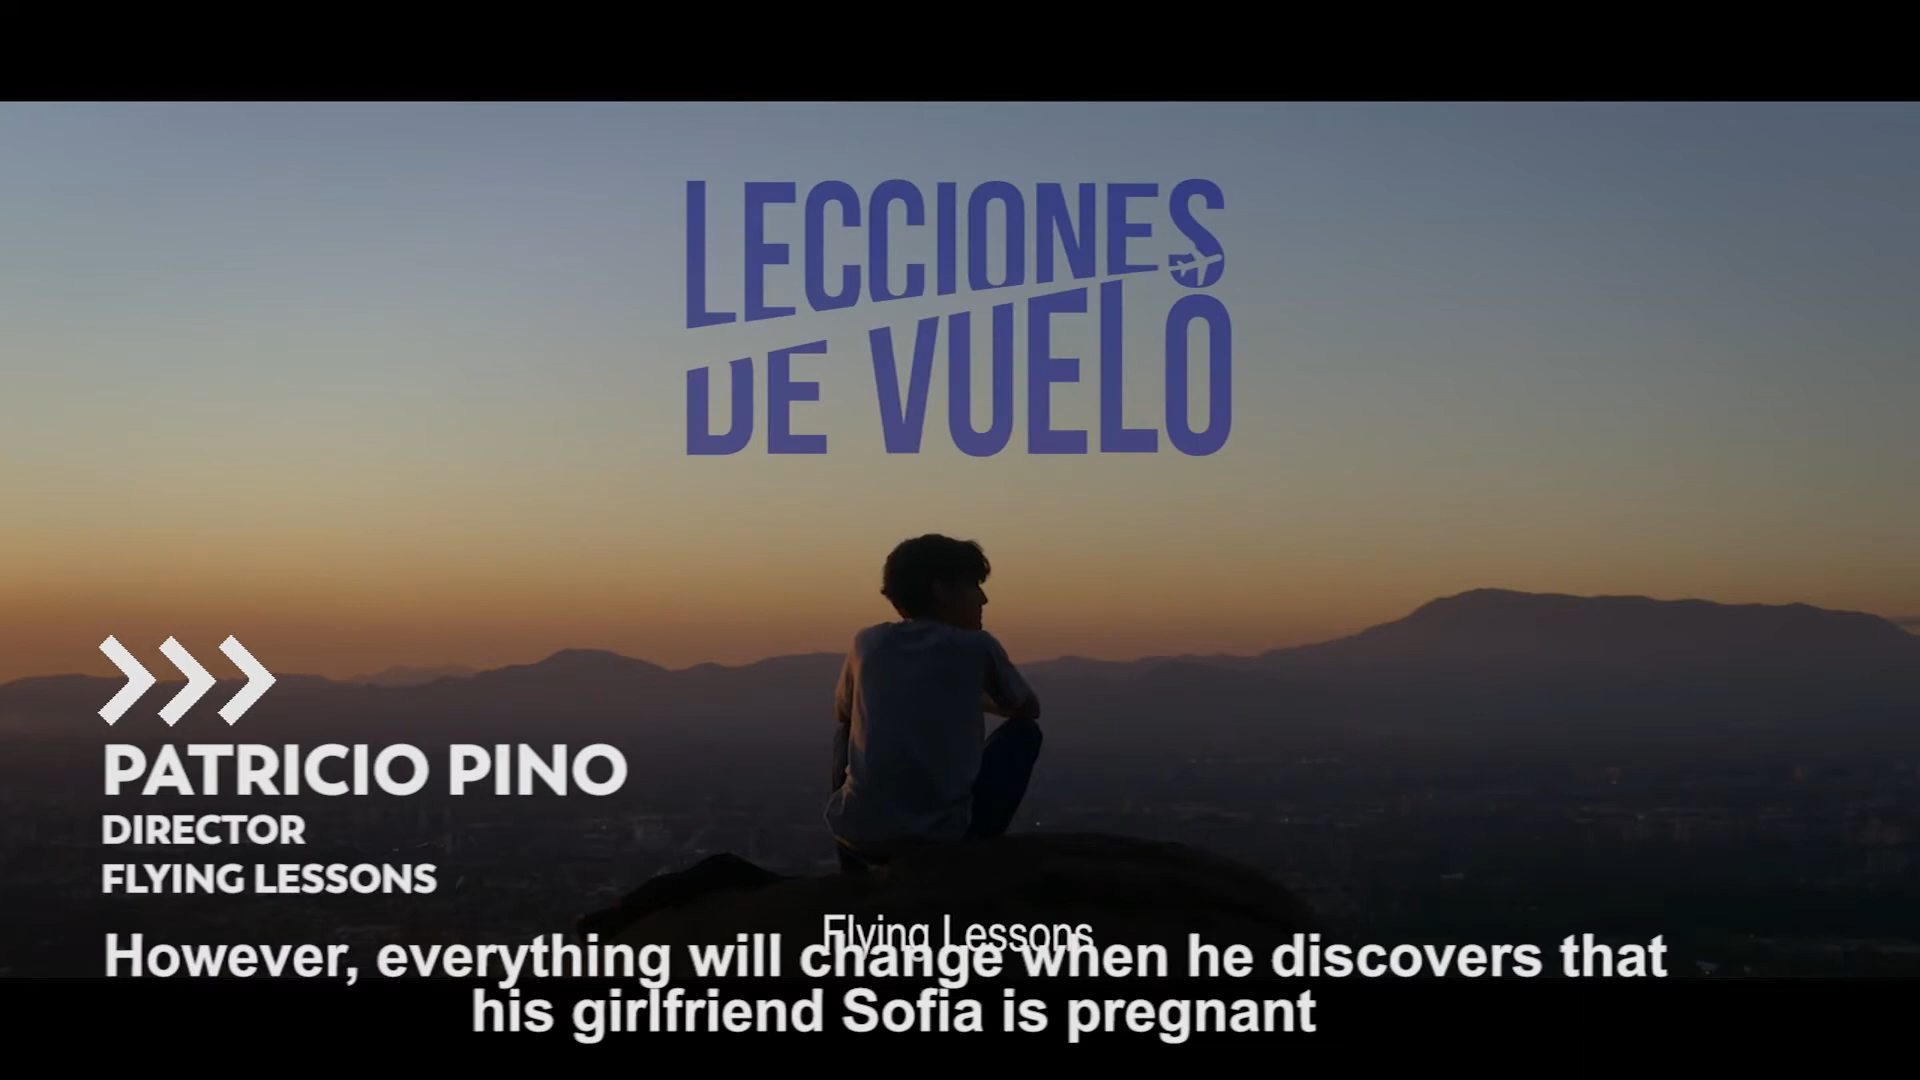 LECCIONES
DE VUELO
PATRICIO PINO
DIRECTOR
FLYING LESSONS
Flying Lessons
However, everything will change when he discovers that
his girlfriend Sofia is pregnant